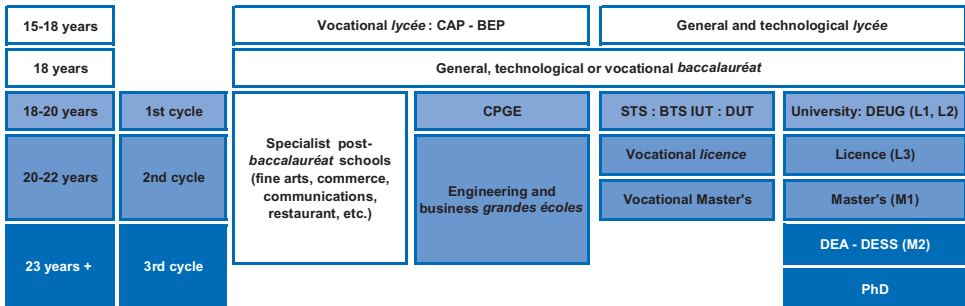 15-18 years
Vocational lycée : CAP - BEP
General and technological lycée
18 years
General, technological or vocational baccalauréat
18-20 years
1st cycle
Specialist post-
baccalauréat schools
(fine arts, commerce,
communications,
restaurant, etc.)
CPGE
STS : BTS IUT : DUT
University: DEUG (L1, L2)
20-22 years
2nd cycle
Engineering and
business grandes écoles
Vocational licence
Licence (L3)
Vocational Master's
Master's (M1)
23 years +
3rd cycle
DEA - DESS (M2)
PhD